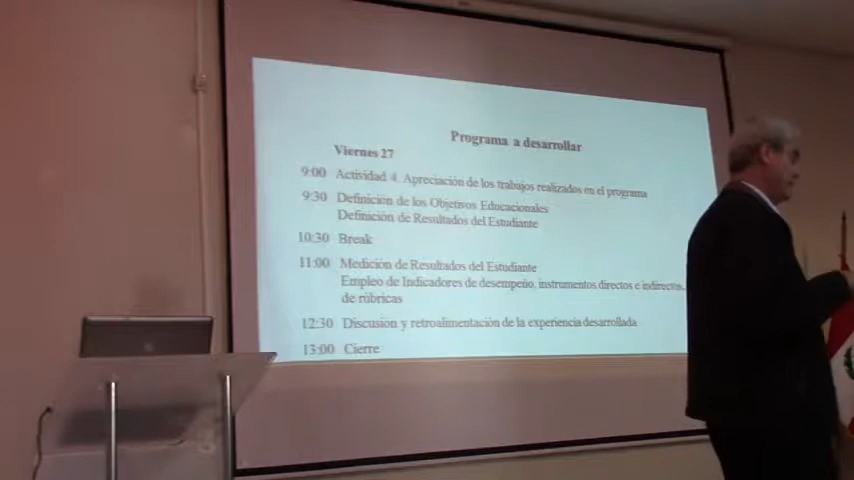 Programa a desarrollar
Viernes 27
9:00 Actividad 4. Apreciación de los trabajos realizados en el programa
9:30 Definición de los Objetivos Educacionales
Definición de Resultados del Estudiante
10:30 Break
11:00 Medición de Resultados del Estudiante
Empleo de Indicadores de desempeño, instrumentos directos e indirectos,
de rúbricas
12:30 Discusión y retroalimentación de la experiencia desarrollada
13:00 Cierre